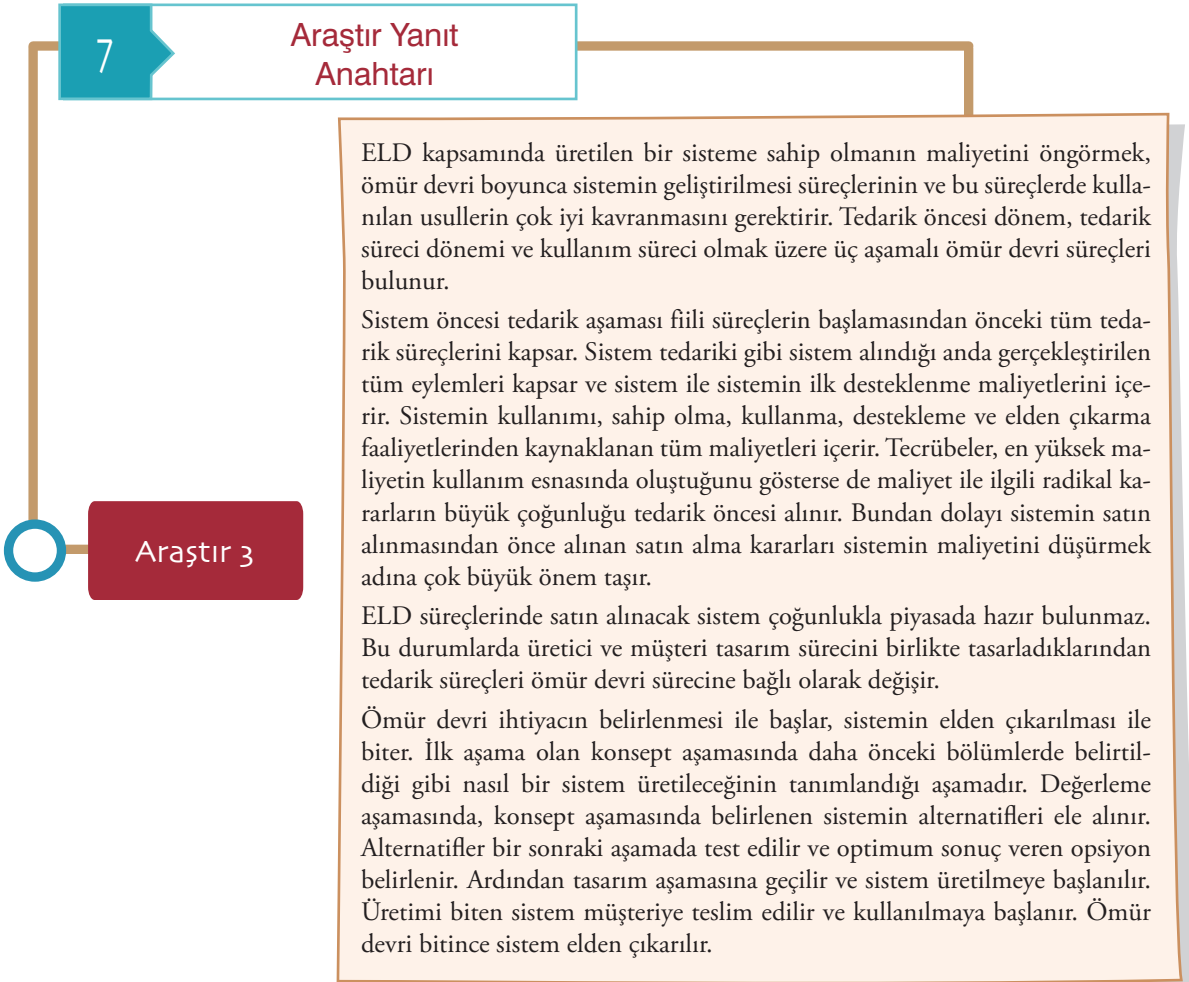 7
Araştır Yanıt
Anahtarı
Araştır 3
ELD kapsamında üretilen bir sisteme sahip olmanın maliyetini öngörmek,
ömür devri boyunca sistemin geliştirilmesi süreçlerinin ve bu süreçlerde kulla-
nılan usullerin çok iyi kavranmasını gerektirir. Tedarik öncesi dönem, tedarik
süreci dönemi ve kullanım süreci olmak üzere üç aşamalı ömür devri süreçleri
bulunur.
Sistem öncesi tedarik aşaması fiili süreçlerin başlamasından önceki tüm teda-
rik süreçlerini kapsar. Sistem tedariki gibi sistem alındığı anda gerçekleştirilen
tüm eylemleri kapsar ve sistem ile sistemin ilk desteklenme maliyetlerini içe-
rir. Sistemin kullanımı, sahip olma, kullanma, destekleme ve elden çıkarma
faaliyetlerinden kaynaklanan tüm maliyetleri içerir. Tecrübeler, en yüksek ma-
liyetin kullanım esnasında oluştuğunu gösterse de maliyet ile ilgili radikal ka-
rarların büyük çoğunluğu tedarik öncesi alınır. Bundan dolayı sistemin satın
alınmasından önce alınan satın alma kararları sistemin maliyetini düşürmek
adına çok büyük önem taşır.
ELD süreçlerinde satın alınacak sistem çoğunlukla piyasada hazır bulunmaz.
Bu durumlarda üretici ve müşteri tasarım sürecini birlikte tasarladıklarından
tedarik süreçleri ömür devri sürecine bağlı olarak değişir.
Ömür devri ihtiyacın belirlenmesi ile başlar, sistemin elden çıkarılması ile
biter. İlk aşama olan konsept aşamasında daha önceki bölümlerde belirtil-
diği gibi nasıl bir sistem üretileceğinin tanımlandığı aşamadır. Değerleme
aşamasında, konsept aşamasında belirlenen sistemin alternatifleri ele alınır.
Alternatifler bir sonraki aşamada test edilir ve optimum sonuç veren opsiyon
belirlenir. Ardından tasarım aşamasına geçilir ve sistem üretilmeye başlanılır.
Üretimi biten sistem müşteriye teslim edilir ve kullanılmaya başlanır. Ömür
devri bitince sistem elden çıkarılır.